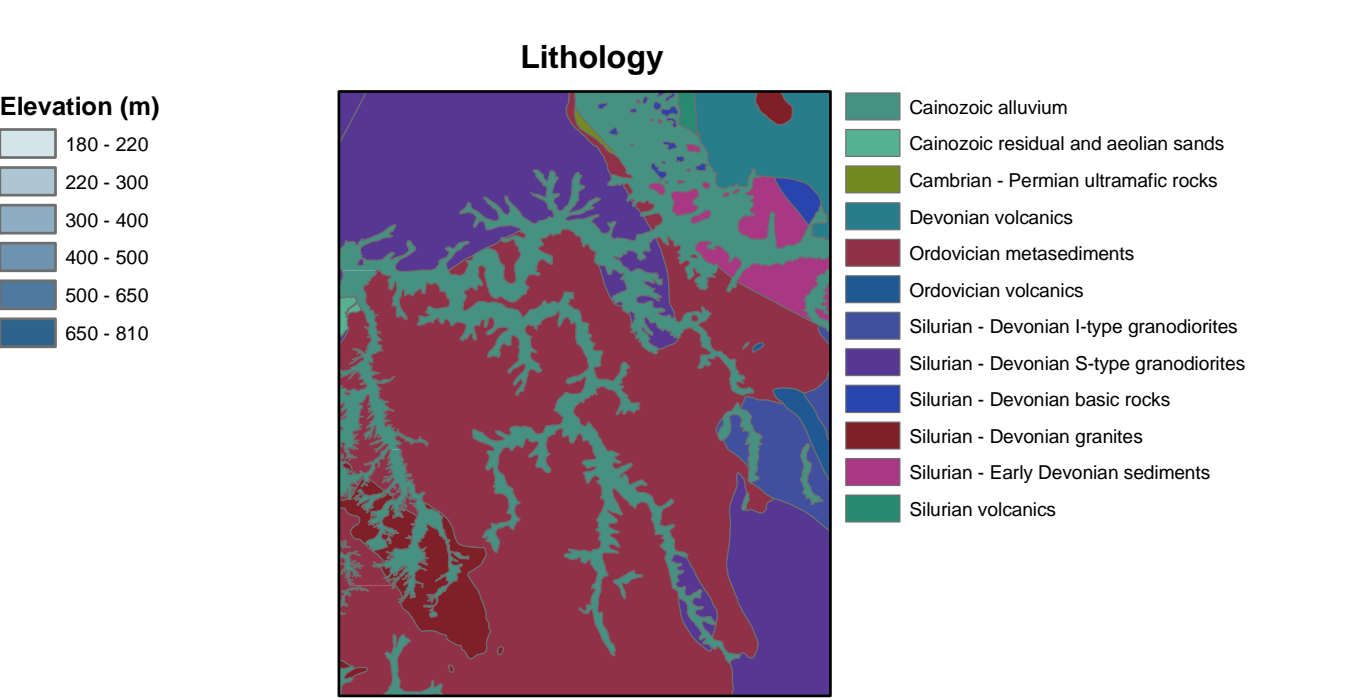 Lithology
Elevation (m)
180 - 220
220 - 300
300 - 400
400 - 500
500 - 650
650 - 810
Cainozoic alluvium
Cainozoic residual and aeolian sands
Cambrian - Permian ultramafic rocks
Devonian volcanics
Ordovician metasediments
Ordovician volcanics
Silurian - Devonian I-type granodiorites
Silurian - Devonian S-type granodiorites
Silurian - Devonian basic rocks
Silurian - Devonian granites
Silurian - Early Devonian sediments
Silurian volcanics